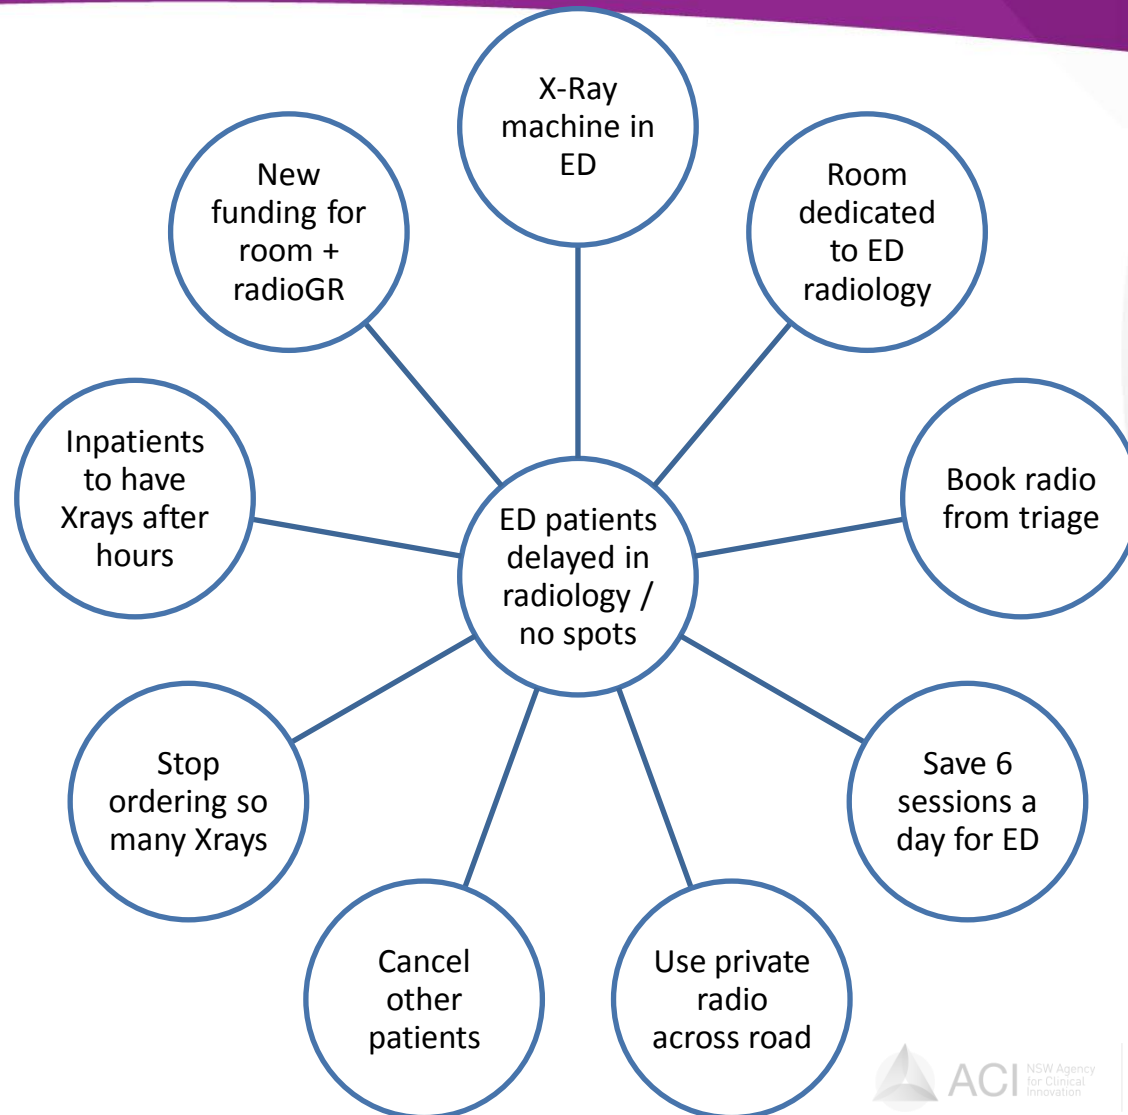 X-Ray
machine in
ED
Room
dedicated
to ED
radiology
Book radio
from triage
Save 6
sessions a
day for ED
Use private
radio
across road
Cancel
other
patients
Stop
ordering so
many Xrays
Inpatients
to have
Xrays after
hours
New
funding for
room +
radioGR
ED patients
delayed in
radiology /
no spots
ACI
NSW Agency
for Clinical
Innovation